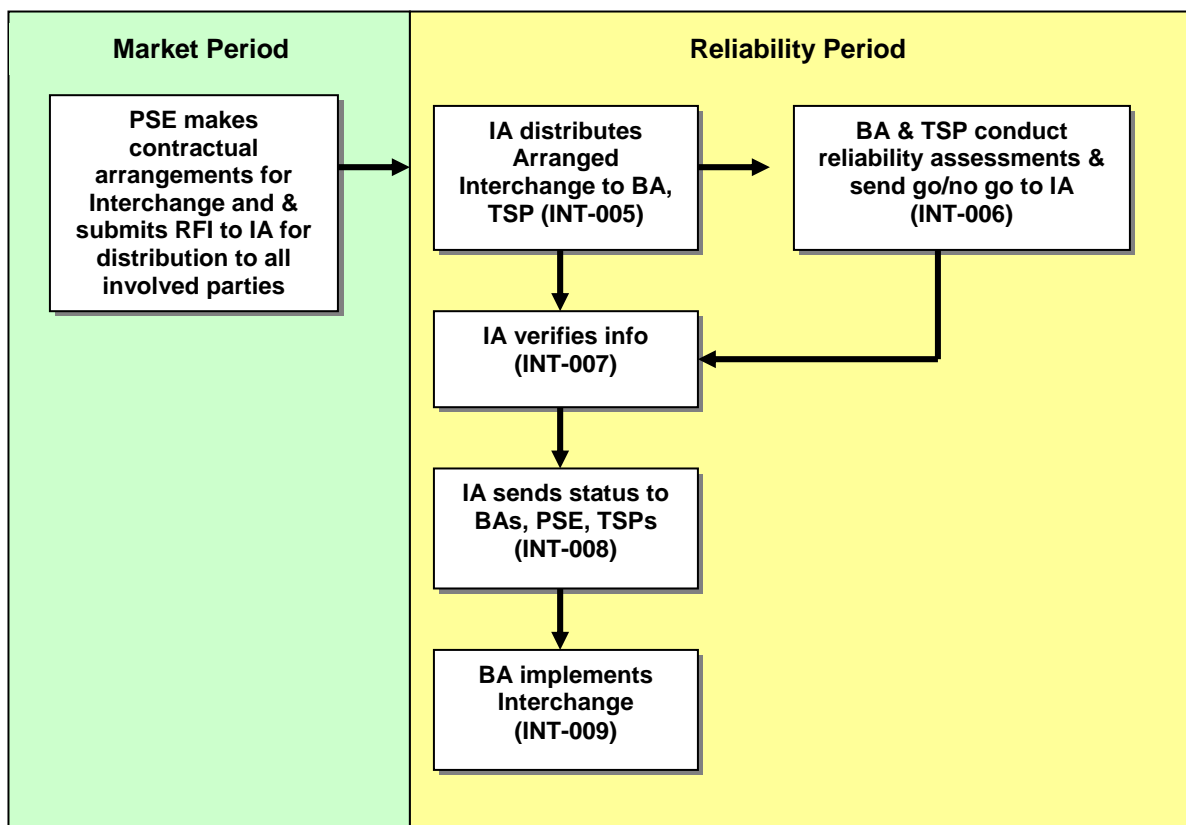 Market Period
PSE makes
contractual
arrangements for
Interchange and &
submits RFI to IA for
distribution to all
involved parties
Reliability Period
IA distributes
Arranged
Interchange to BA,
TSP (INT-005)
BA & TSP conduct
reliability assessments &
send go/no go to IA
(INT-006)
IA verifies info
(INT-007)
IA sends status to
BAs, PSE, TSPs
(INT-008)
BA implements
Interchange
(INT-009)